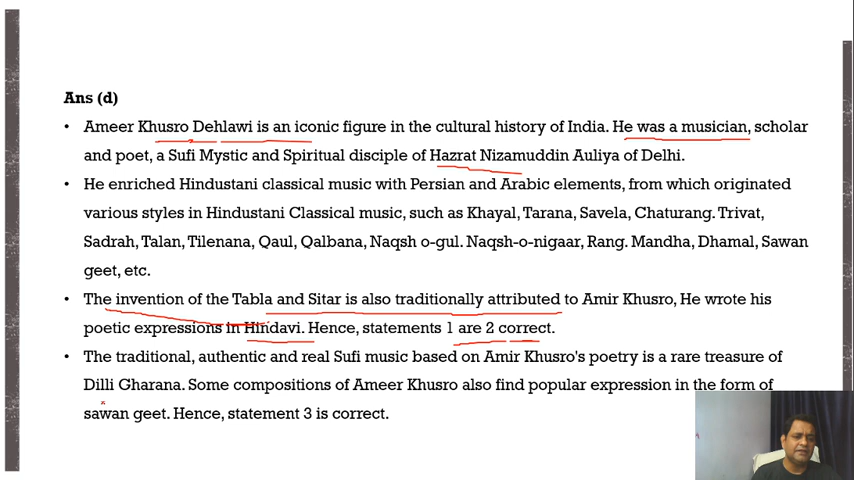 Ans (d)
• Ameer Khusro Dehlawi is an iconic figure in the cultural history of India. He was a musician, scholar
and poet, a Sufi Mystic and Spiritual disciple of Hazrat Nizamuddin Auliya of Delhi.
• He enriched Hindustani classical music with Persian and Arabic elements, from which originated
various styles in Hindustani Classical music, such as Khayal, Tarana, Savela, Chaturang. Trivat,
Sadrah, Talan, Tilenana, Qaul, Qalbana, Naqsh o-gul. Naqsh-o-nigaar, Rang. Mandha, Dhamal, Sawan
geet, etc.
• The invention of the Tabla and Sitar is also traditionally attributed to Amir Khusro, He wrote his
poetic expressions in Hindavi. Hence, statements 1 are 2 correct.
• The traditional, authentic and real Sufi music based on Amir Khusro's poetry is a rare treasure of
Dilli Gharana. Some compositions of Ameer Khusro also find popular expression in the form of
sawan geet. Hence, statement 3 is correct.